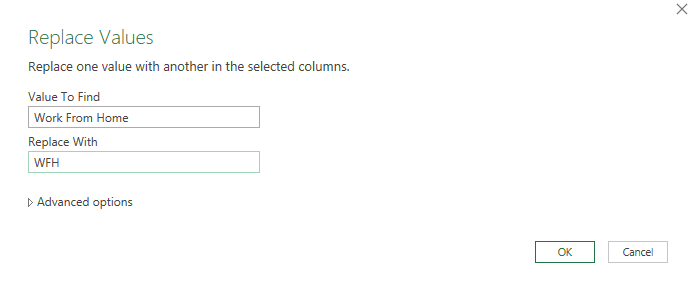 Replace Values
Replace one value with another in the selected columns.
Value To Find
Work From Home
Replace With
WFH
Advanced options
OK Cancel